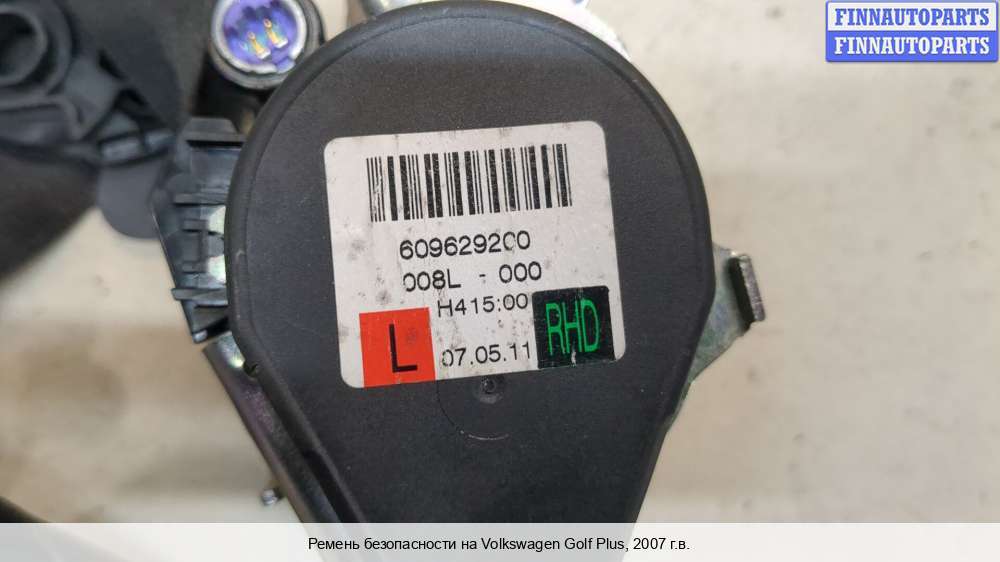 FINNAUTOPARTS
FINNAUTOPARTS
609629200
008L - 000
H415:00
L 07.05.11 RHD
Ремень безопасности на Volkswagen Golf Plus, 2007 г.в.